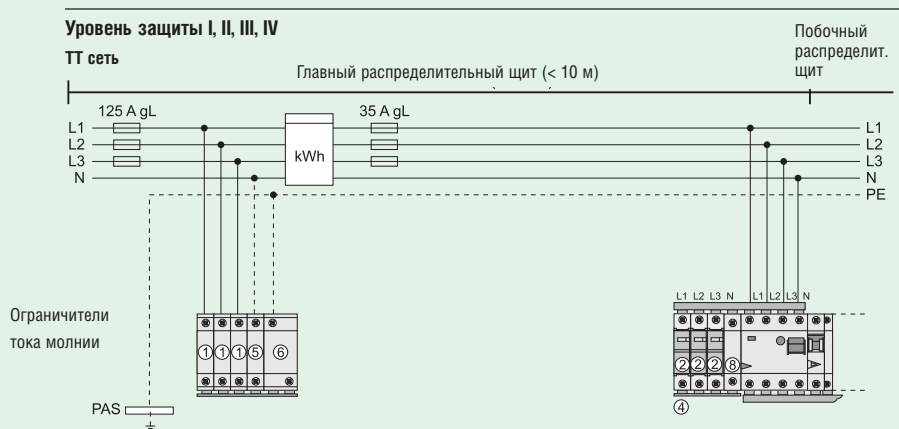 Уровень защиты I, II, III, IV
ТТ сеть
Побочный
распределит.
щит
Главный распределительный щит (< 10 м)
125 A gL
35 A gL
L1
L2
L3
N
kWh
L1
L2
L3
N
PE
Ограничители
тока молнии
L1 L2 L3 N
L1 L2 L3 N
1 1 1 5 6
2 2 2 8
4
PAS